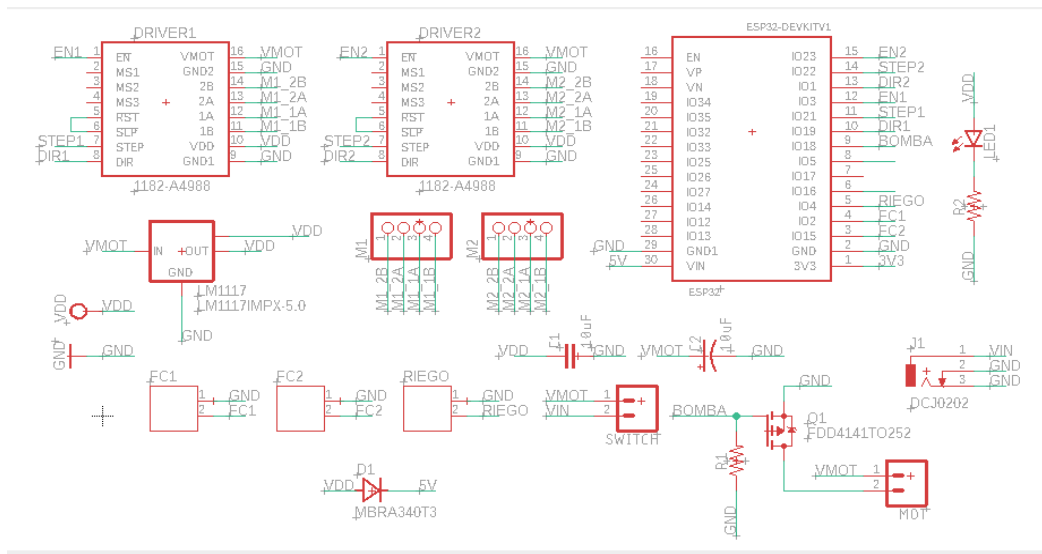 DRIVER1
EN1 1 EN VMOT 16 VMOT
2 MS1 GND2 15 GND
3 MS2 2B 14 M1_2B
4 MS3 2A 13 M1_2A
5 RST 1A 12 M1_1A
6 SLP 1B 11 M1_1B
STEP1 7 STEP VDD 10 VDD
DIR1 8 DIR GND1 9 GND
1182-A4988
DRIVER2
EN2 1 EN VMOT 16 VMOT
2 MS1 GND2 15 GND
3 MS2 2B 14 M2_2B
4 MS3 2A 13 M2_2A
5 RST 1A 12 M2_1A
6 SLP 1B 11 M2_1B
STEP2 7 STEP VDD 10 VDD
DIR2 8 DIR GND1 9 GND
1182-A4988
ESP32-DEVKITV1
16 EN IO23 15 EN2
17 VP IO22 14 STEP2
18 VN IO1 13 DIR2
19 IO34 IO3 12 EN1
20 IO35 IO21 11 STEP1
21 IO32 IO19 10 DIR1
22 IO33 IO18 9 BOMBA
23 IO25 IO5 8
24 IO26 IO17 7
25 IO27 IO16 6
26 IO14 IO4 5 RIEGO
27 IO12 IO2 4 FC1
28 IO13 IO15 3 FC2
GND 29 GND1 GND 2 GND
5V 30 VIN 3V3 1 3V3
ESP32
VDD
LED1
R2
GND
VMOT IN OUT VDD
VDD
GND
LM1117
LM1117IMPX-5.0
GND
M1
1 2 3 4
M1_2B
M1_2A
M1_1A
M1_1B
M2
1 2 3 4
M2_2B
M2_2A
M2_1A
M2_1B
VDD VDD
GND GND
VDD C1 10uF GND
VMOT C2 10uF GND
J1
1 VIN
2 GND
3 GND
DCJ0202
FC1
1 GND
2 FC1
FC2
1 GND
2 FC2
RIEGO
1 GND
2 RIEGO
VMOT 1
VIN 2
SWITCH
GND
BOMBA
Q1
FDD4141TO252
R1
GND
VMOT 1
2
MOT
D1
VDD 5V
MBRA340T3